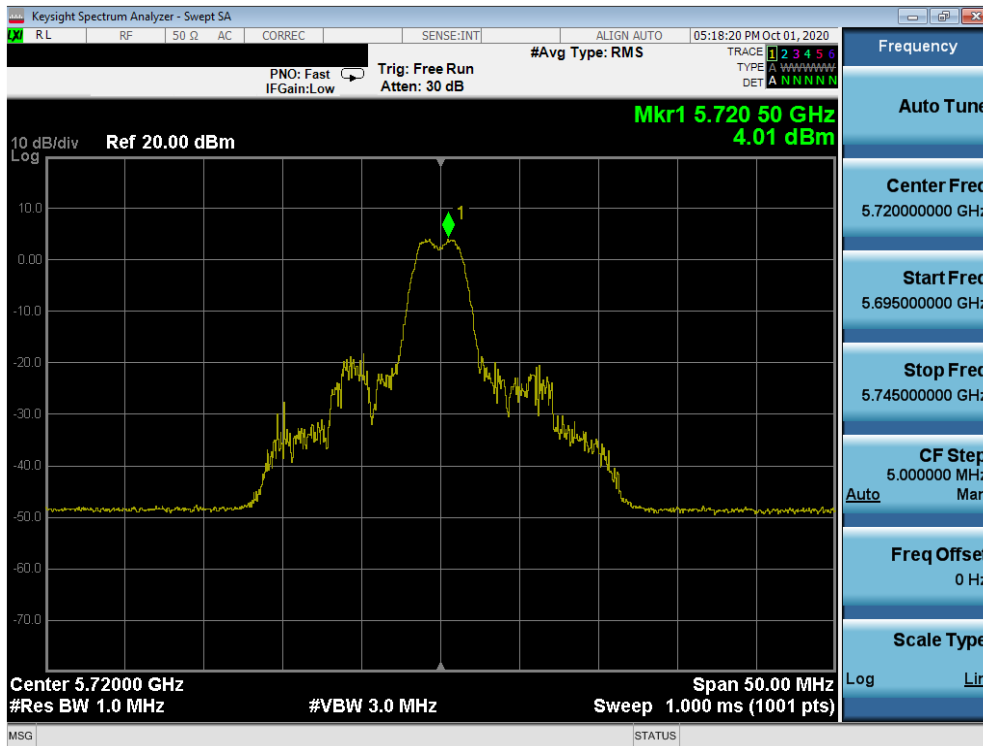 Keysight Spectrum Analyzer - Swept SA
LXI RL RF 50 Ω AC CORREC SENSE:INT ALIGN AUTO 05:18:20 PM Oct 01, 2020
#Avg Type: RMS
TRACE 1 2 3 4 5 6
TYPE A WWWWW
DET A N N N N N
PNO: Fast Trig: Free Run
IFGain:Low Atten: 30 dB
Mkr1 5.720 50 GHz
4.01 dBm
10 dB/div Ref 20.00 dBm
Log
1
10.0
0.00
-10.0
-20.0
-30.0
-40.0
-50.0
-60.0
-70.0
Center 5.72000 GHz Span 50.00 MHz
#Res BW 1.0 MHz #VBW 3.0 MHz Sweep 1.000 ms (1001 pts)
MSG STATUS
Frequency
Auto Tune
Center Freq
5.720000000 GHz
Start Freq
5.695000000 GHz
Stop Freq
5.745000000 GHz
CF Step
5.000000 MHz
Auto Man
Freq Offset
0 Hz
Scale Type
Log Lin